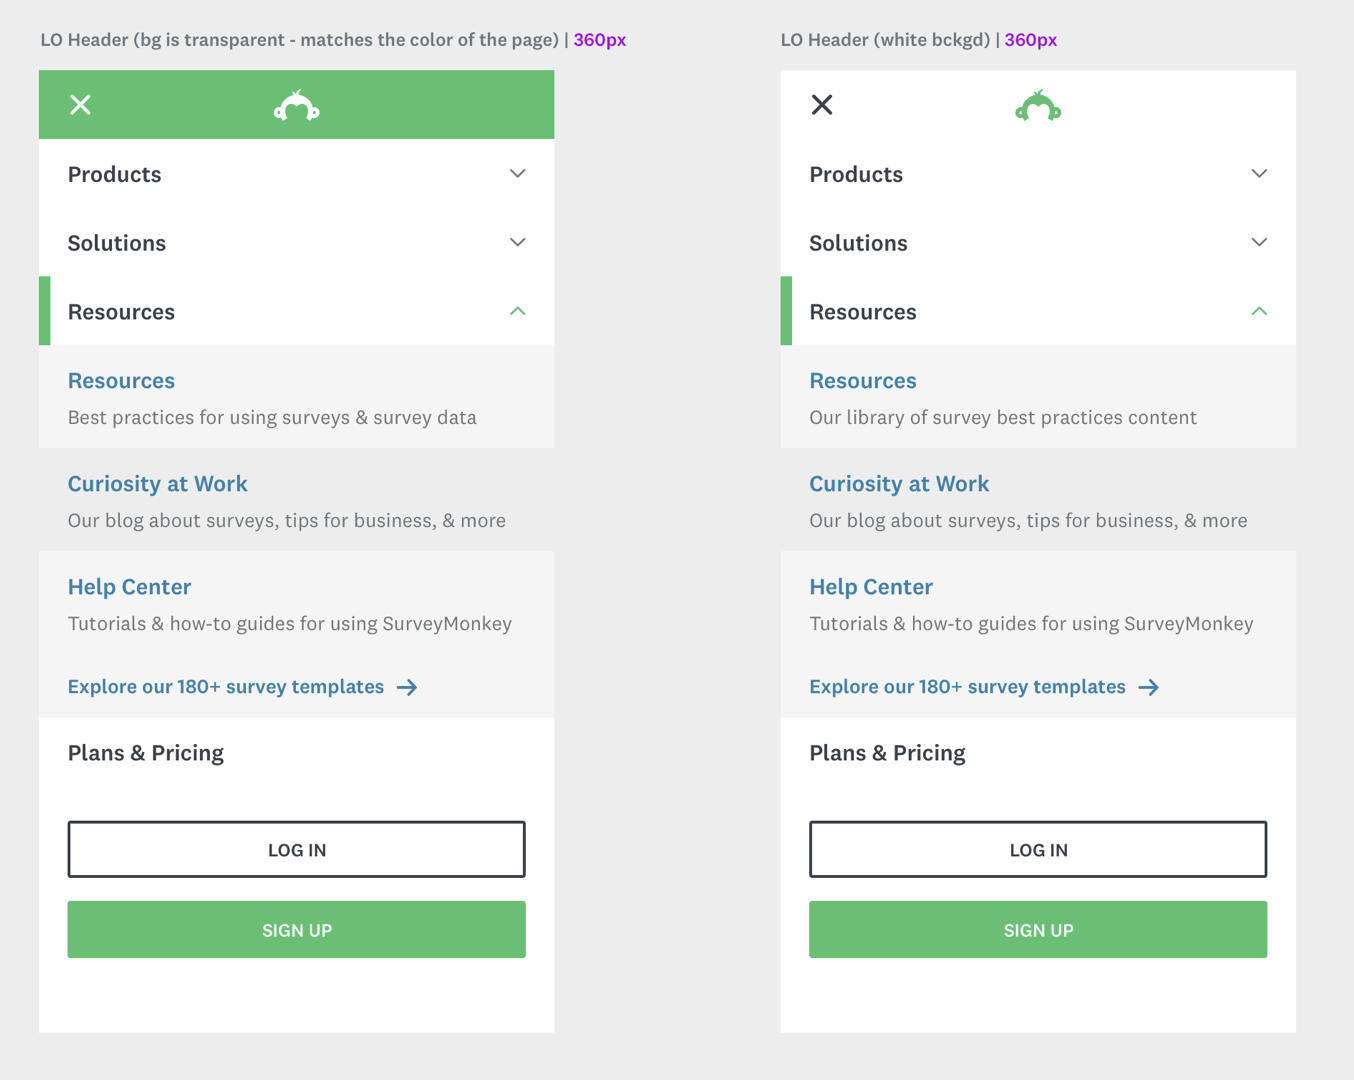 LO Header (bg is transparent - matches the color of the page) | 360px
Products
Solutions
Resources
Resources
Best practices for using surveys & survey data
Curiosity at Work
Our blog about surveys, tips for business, & more
Help Center
Tutorials & how-to guides for using SurveyMonkey
Explore our 180+ survey templates
Plans & Pricing
LOG IN
SIGN UP
LO Header (white bckgd) | 360px
Products
Solutions
Resources
Resources
Our library of survey best practices content
Curiosity at Work
Our blog about surveys, tips for business, & more
Help Center
Tutorials & how-to guides for using SurveyMonkey
Explore our 180+ survey templates
Plans & Pricing
LOG IN
SIGN UP